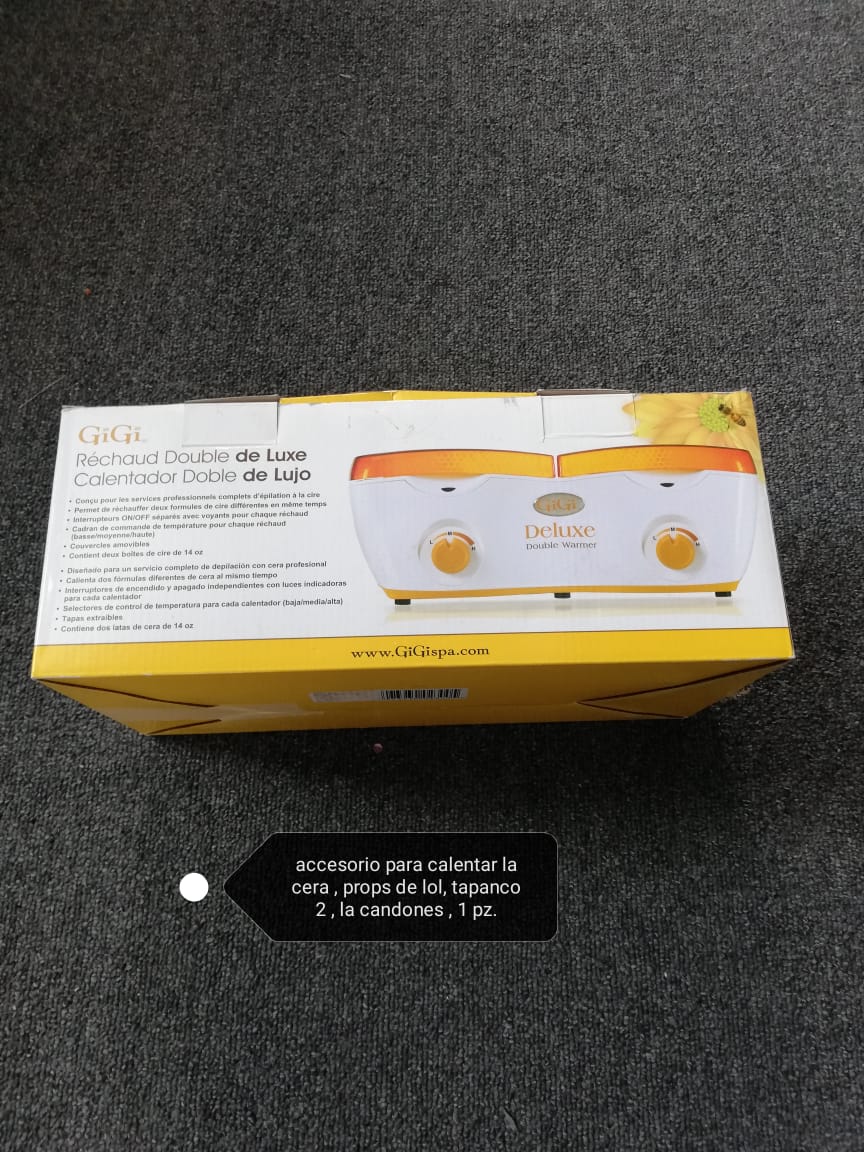 GiGi
Réchaud Double de Luxe
Calentador Doble de Lujo
• Conçu pour les services professionnels complets d'épilation à la cire
• Permet de réchauffer deux formules de cire différentes en même temps
• Interrupteurs ON/OFF séparés avec voyants pour chaque réchaud
• Cadran de commande de température pour chaque réchaud
(basse/moyenne/haute)
• Couvercles amovibles
• Contient deux boîtes de cire de 14 oz
• Diseñado para un servicio completo de depilación con cera profesional
• Calienta dos fórmulas diferentes de cera al mismo tiempo
• Interruptores de encendido y apagado independientes con luces indicadoras
para cada calentador
• Selectores de control de temperatura para cada calentador (baja/media/alta)
• Tapas extraíbles
• Contiene dos latas de cera de 14 oz
GiGi
Deluxe
Double Warmer
L M H
L M H
www.GiGispa.com
accesorio para calentar la
cera , props de lol, tapanco
2 , la candones , 1 pz.